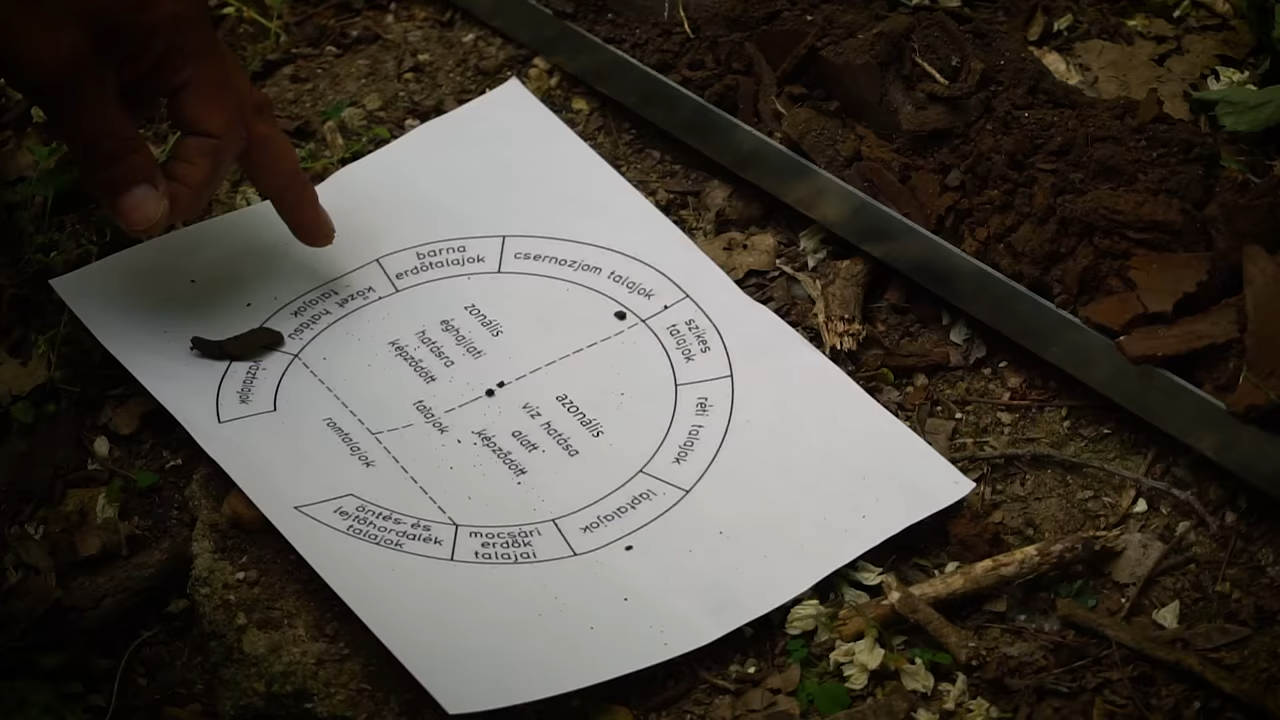 barna
erdőtalajok
csernozjom talajok
kőzet hatású
talajok
szikes
talajok
réti talajok
láptalajok
mocsári
erdők
talajai
öntés- és
lejtőhordalék
talajok
romtalajok
zonális
éghajlati
hatásra
képződött
talajok
azonális
víz hatása
alatt
képződött